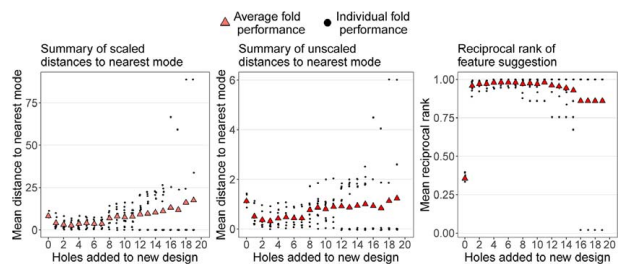 Average fold
performance
Individual fold
performance
Summary of scaled
distances to nearest mode
Mean distance to nearest mode
75
50
25
0
0 2 4 6 8 10 12 14 16 18 20
Holes added to new design
Summary of unscaled
distances to nearest mode
Mean distance to nearest mode
6
4
2
0
0 2 4 6 8 10 12 14 16 18 20
Holes added to new design
Reciprocal rank of
feature suggestion
Mean reciprocal rank
1.00
0.75
0.50
0.25
0.00
0 2 4 6 8 10 12 14 16 18 20
Holes added to new design